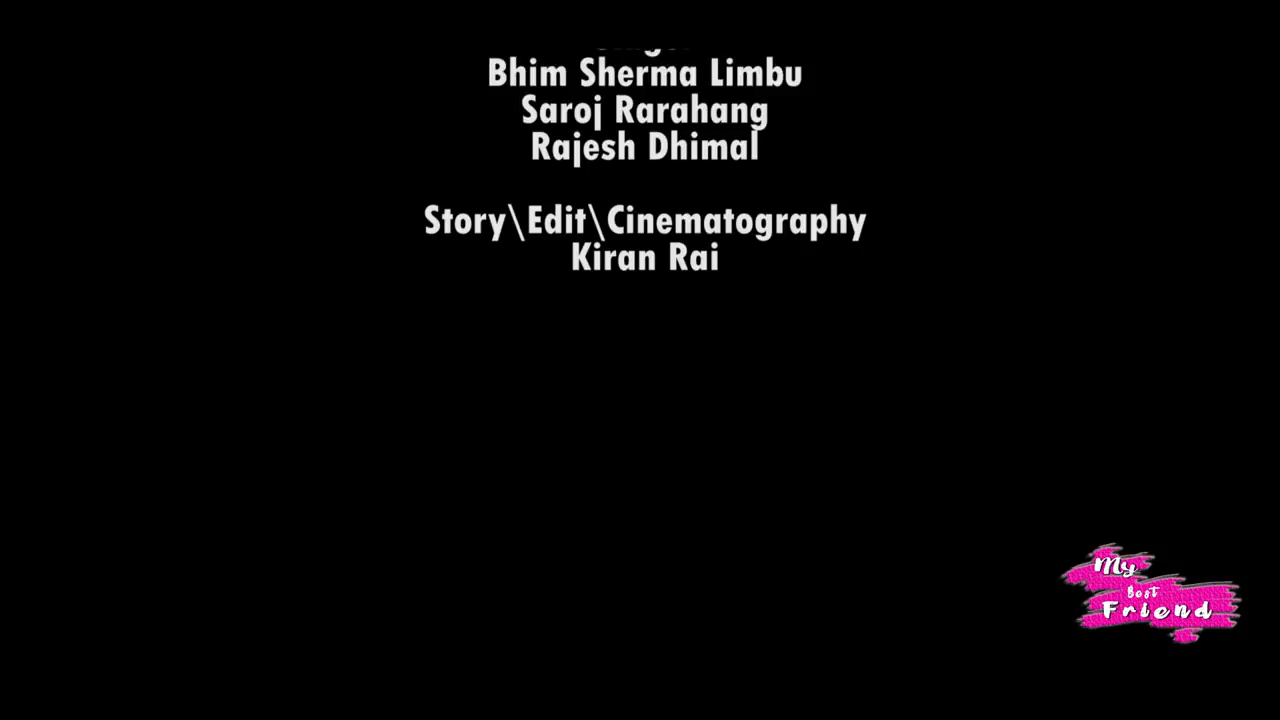 Bhim Sherma Limbu
Saroj Rarahang
Rajesh Dhimal
Story\Edit\Cinematography
Kiran Rai
My
Best
Friend